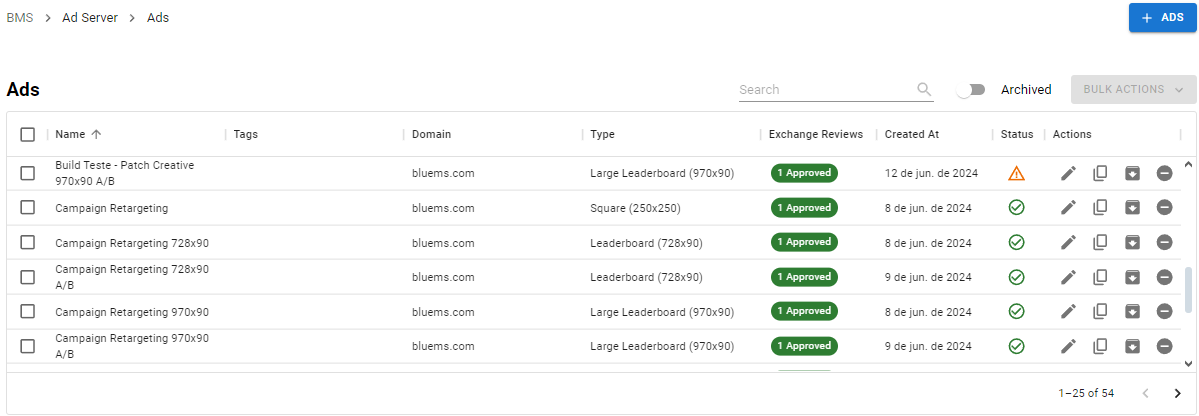 BMS > Ad Server > Ads
+ ADS
Ads
Search
Archived
BULK ACTIONS
Name Tags Domain Type Exchange Reviews Created At Status Actions
Build Teste - Patch Creative
970x90 A/B
bluems.com Large Leaderboard (970x90) 1 Approved 12 de jun. de 2024
Campaign Retargeting bluems.com Square (250x250) 1 Approved 8 de jun. de 2024
Campaign Retargeting 728x90 bluems.com Leaderboard (728x90) 1 Approved 8 de jun. de 2024
Campaign Retargeting 728x90
A/B
bluems.com Leaderboard (728x90) 1 Approved 9 de jun. de 2024
Campaign Retargeting 970x90 bluems.com Large Leaderboard (970x90) 1 Approved 8 de jun. de 2024
Campaign Retargeting 970x90
A/B
bluems.com Large Leaderboard (970x90) 1 Approved 9 de jun. de 2024
1–25 of 54